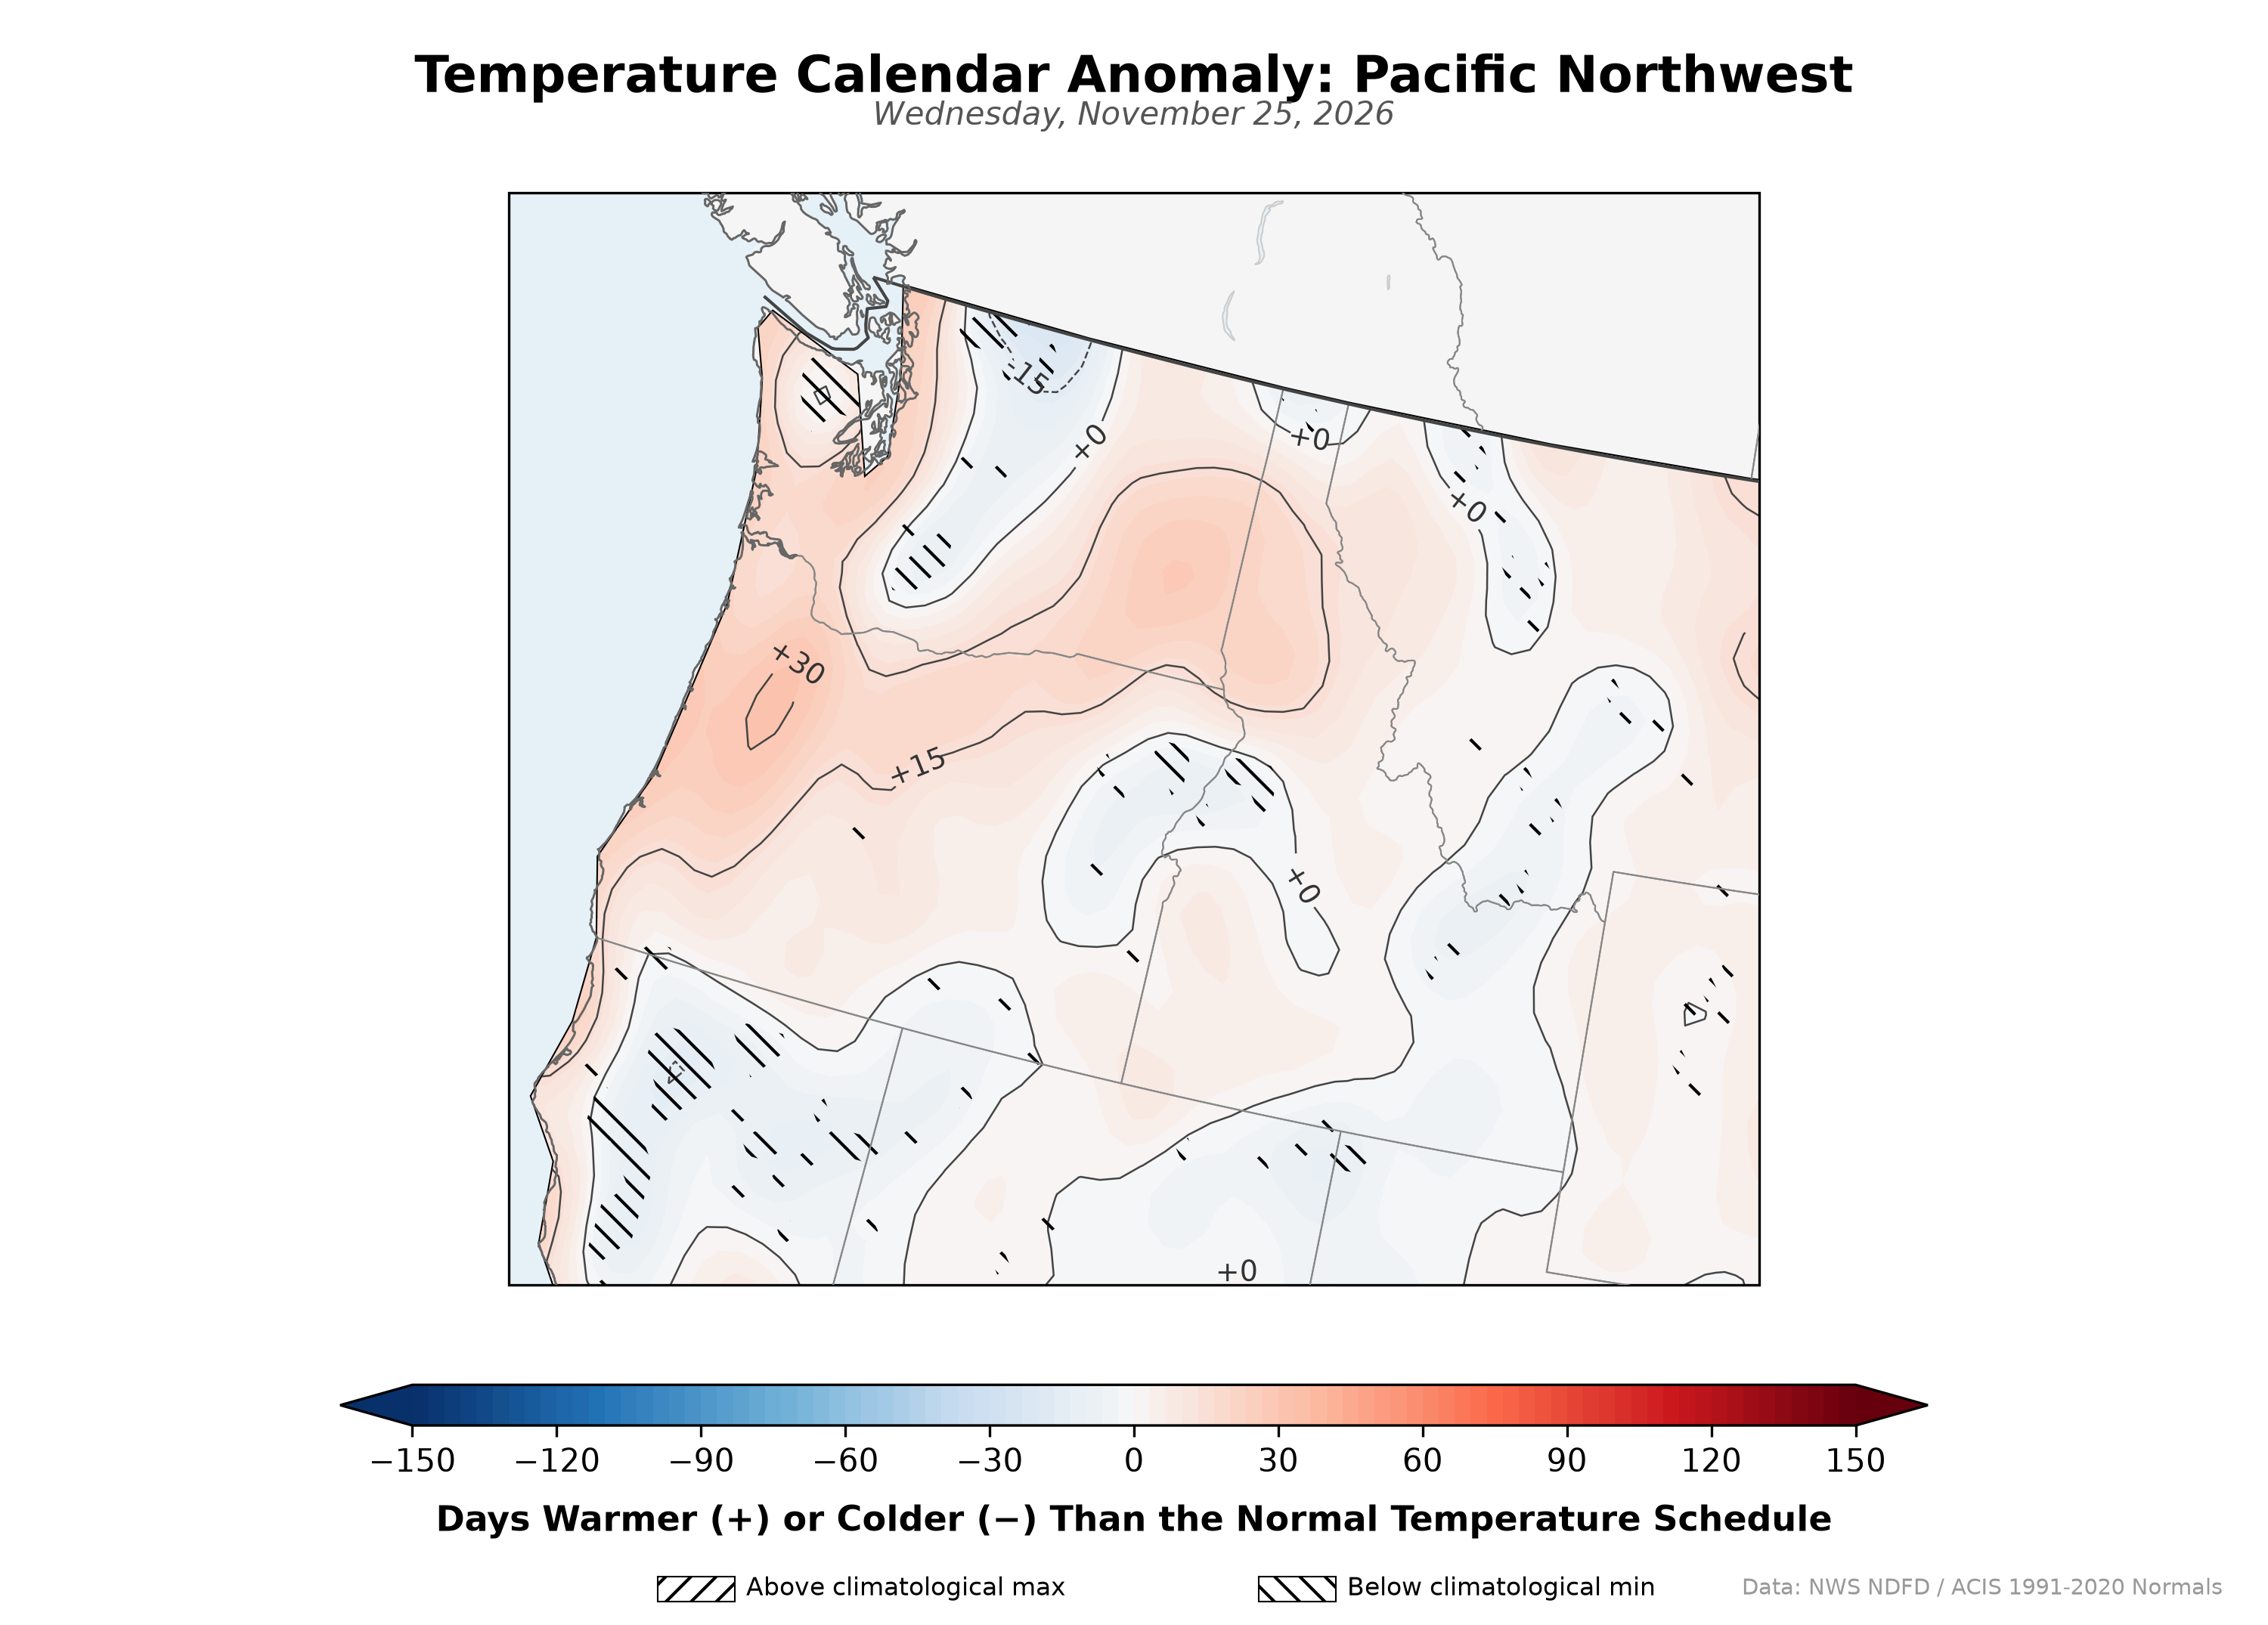 Temperature Calendar Anomaly: Pacific Northwest
Wednesday, November 25, 2026
-15
+0
+0
+0
+30
+15
+0
+0
−150 −120 −90 −60 −30 0 30 60 90 120 150
Days Warmer (+) or Colder (−) Than the Normal Temperature Schedule
Above climatological max Below climatological min Data: NWS NDFD / ACIS 1991-2020 Normals